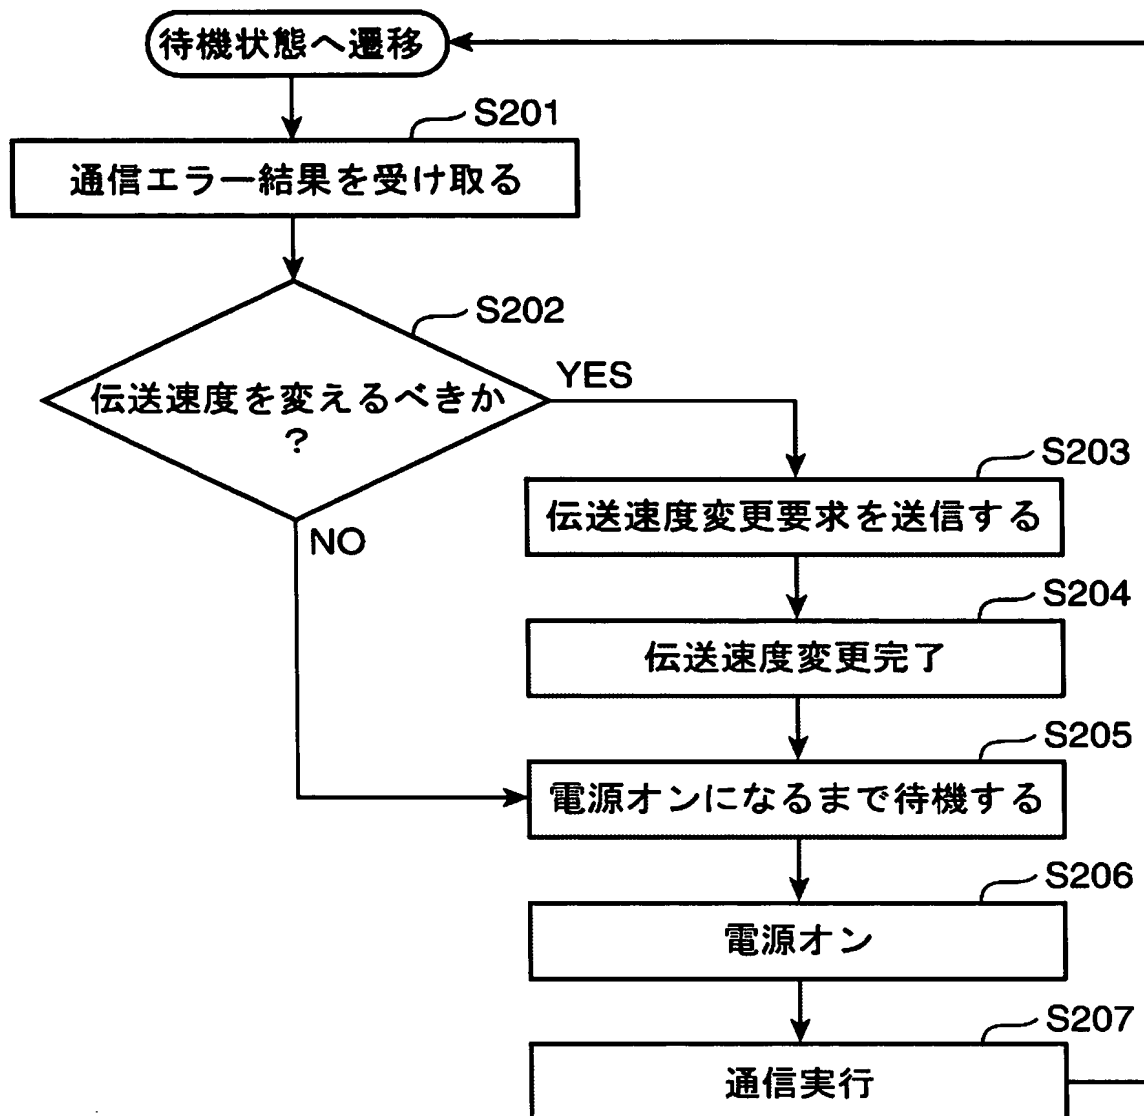 待機状態へ遷移
S201
通信エラー結果を受け取る
S202
伝送速度を変えるべきか
?
YES
NO
S203
伝送速度変更要求を送信する
S204
伝送速度変更完了
S205
電源オンになるまで待機する
S206
電源オン
S207
通信実行